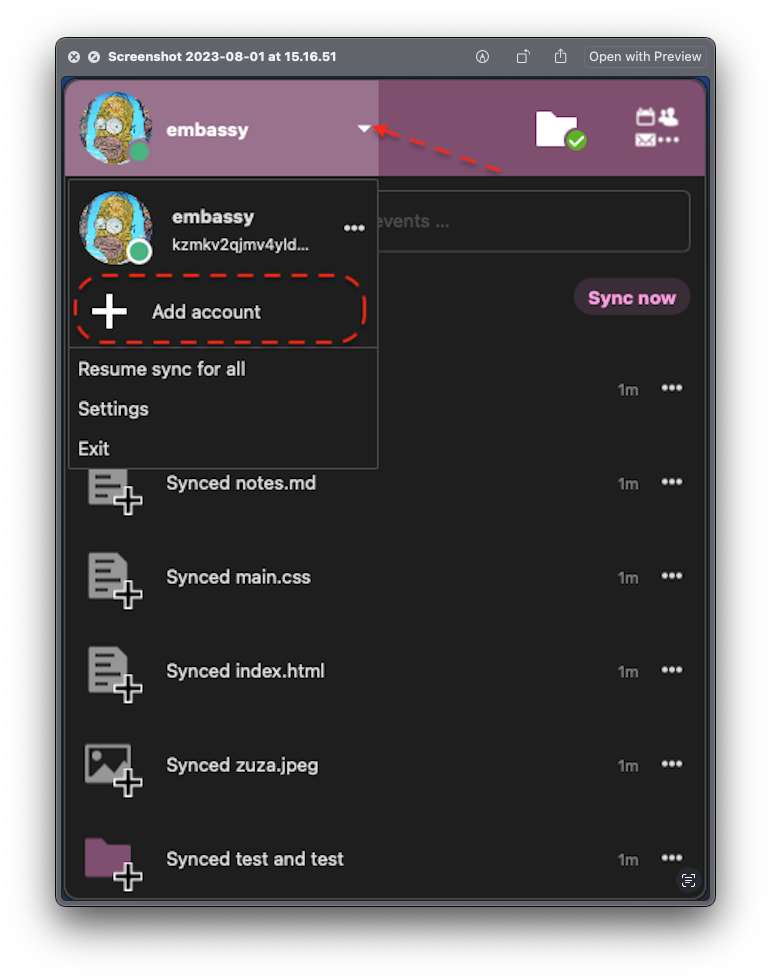 Screenshot 2023-08-01 at 15.16.51
Open with Preview
embassy
embassy
kzmkv2qjmv4yld...
events ...
Add account
Sync now
Resume sync for all
1m
Settings
Exit
Synced notes.md 1m
Synced main.css 1m
Synced index.html 1m
Synced zuza.jpeg 1m
Synced test and test 1m